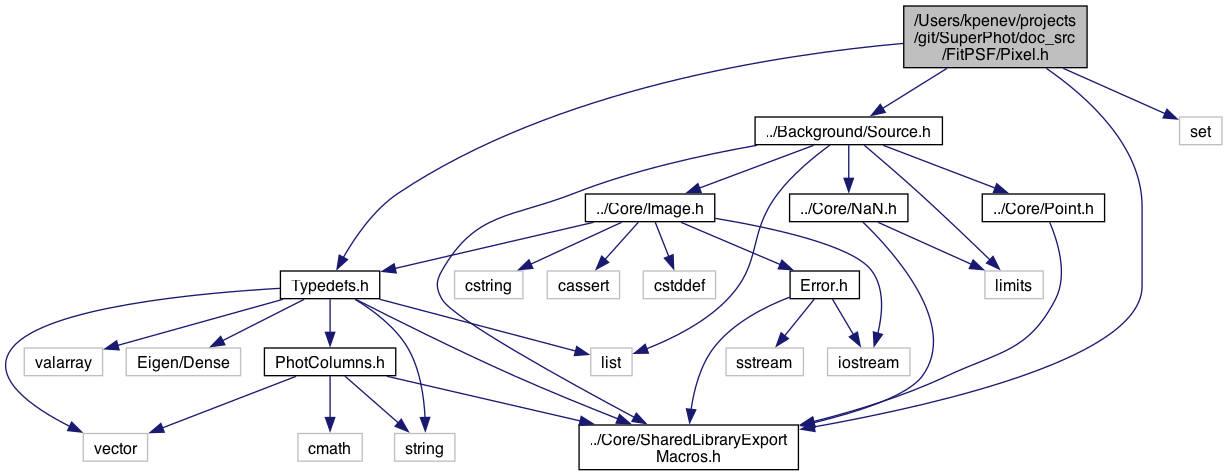 /Users/kpenev/projects
/git/SuperPhot/doc_src
/FitPSF/Pixel.h
../Background/Source.h
set
../Core/Image.h
../Core/NaN.h
../Core/Point.h
Typedefs.h
cstring
cassert
cstddef
Error.h
limits
valarray
Eigen/Dense
PhotColumns.h
list
sstream
iostream
vector
cmath
string
../Core/SharedLibraryExport
Macros.h